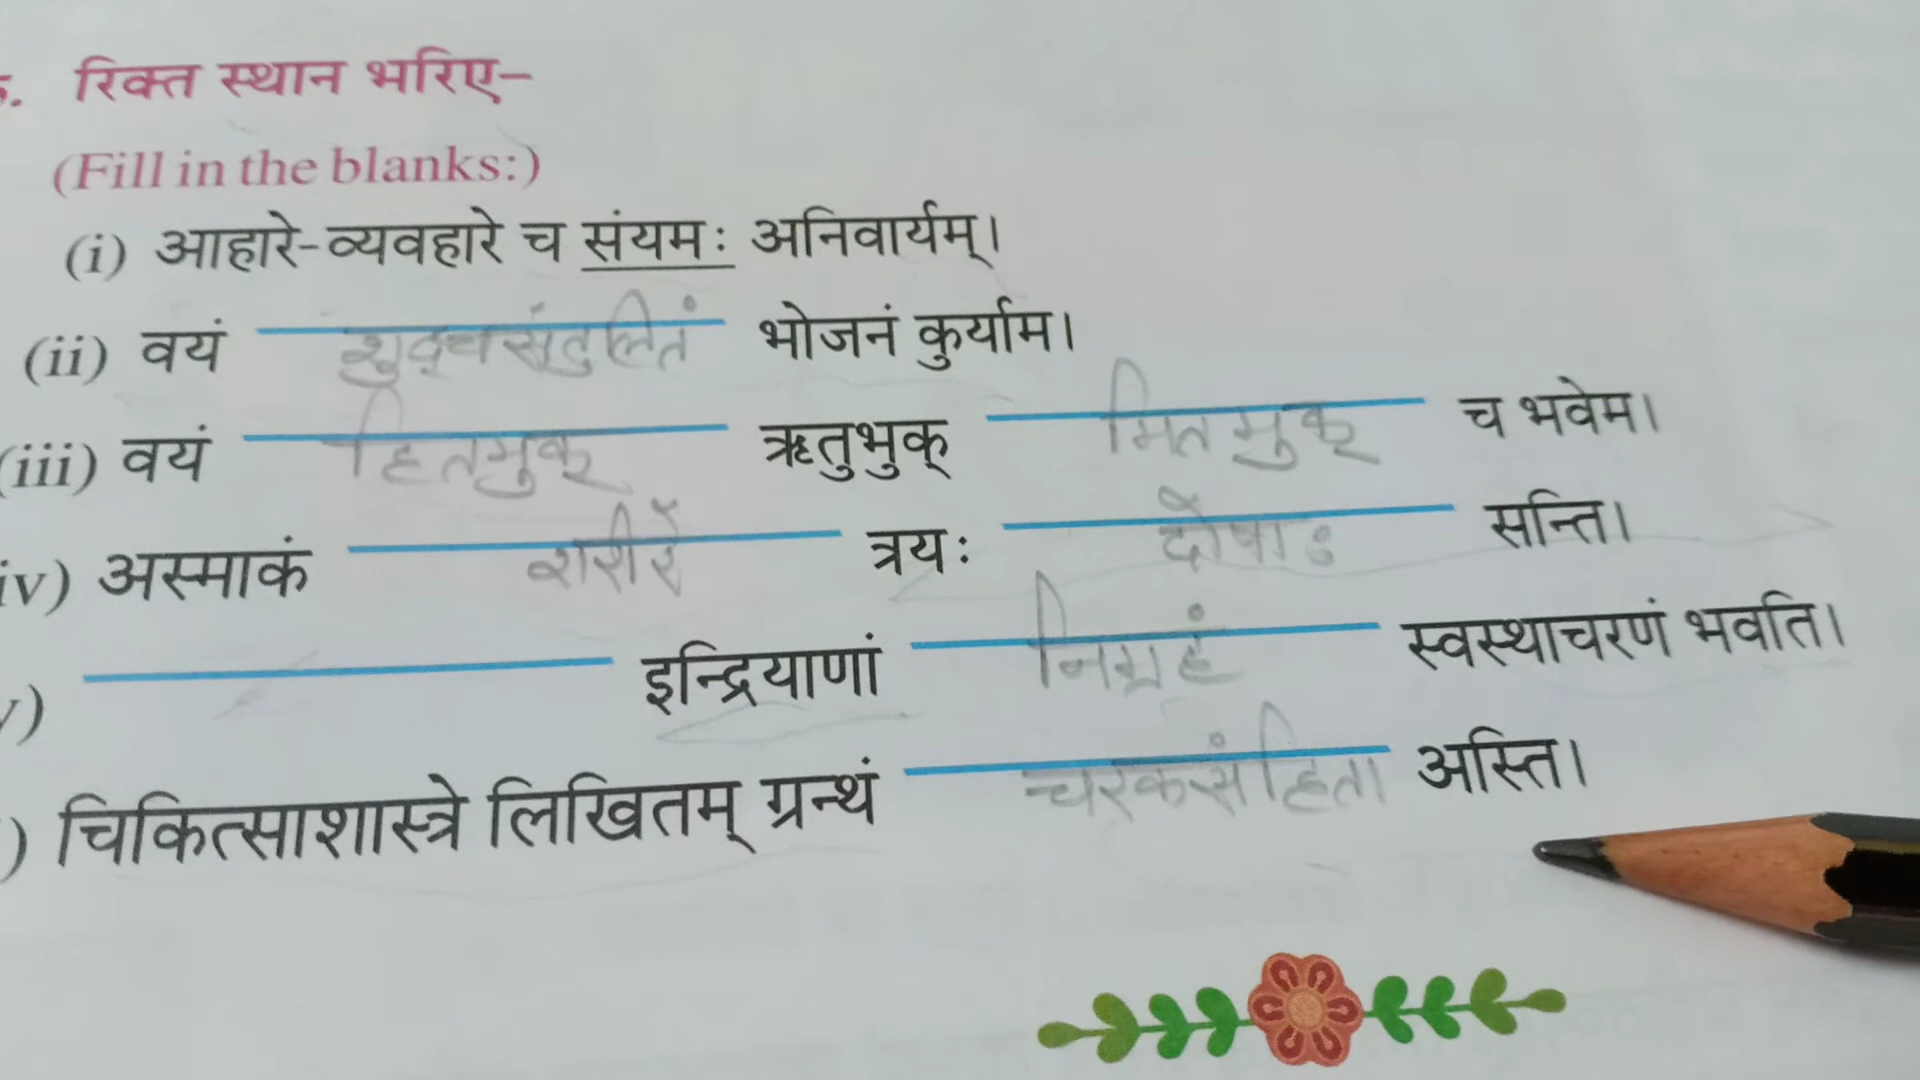 . रिक्त स्थान भरिए–
(Fill in the blanks:)
(i) आहारे-व्यवहारे च संयमः अनिवार्यम्।
(ii) वयं शुद्धसंतुलितं भोजनं कुर्याम।
(iii) वयं हितभुक् ऋतुभुक् मितभुक् च भवेम।
iv) अस्माकं शरीरे त्रयः दोषाः सन्ति।
v) इन्द्रियाणां निग्रहं स्वस्थाचरणं भवति।
) चिकित्साशास्त्रे लिखितम् ग्रन्थं चरकसंहिता अस्ति।